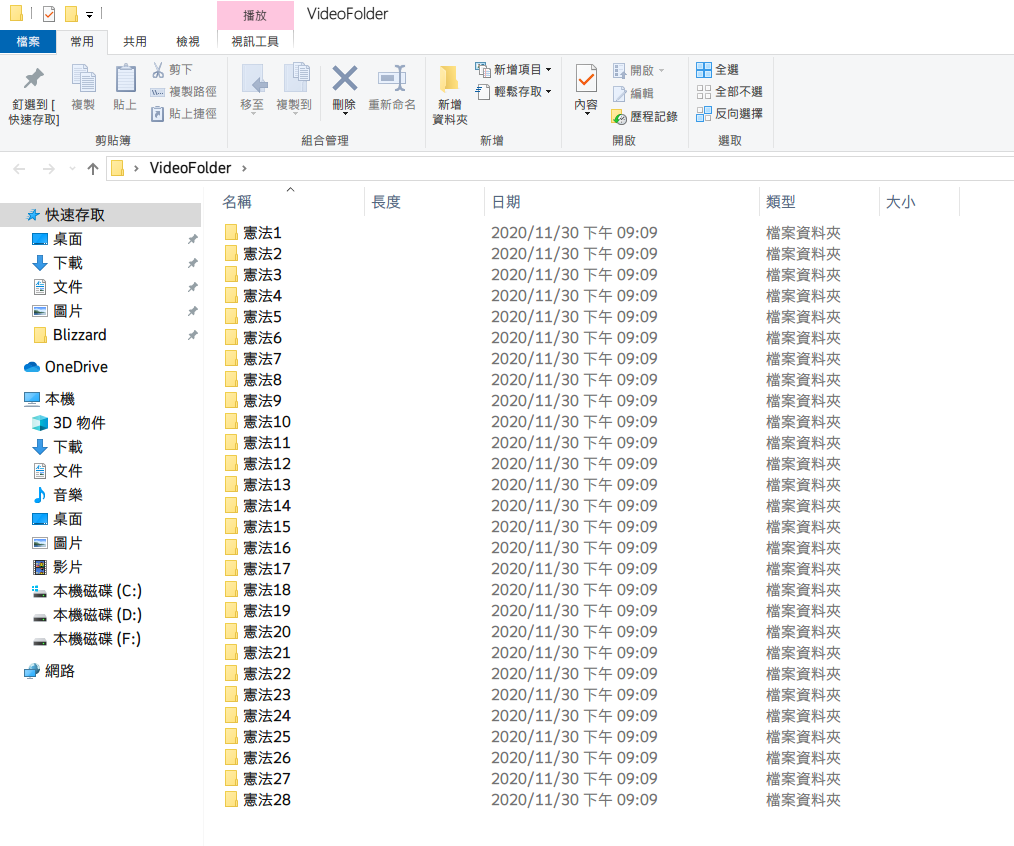 播放
VideoFolder
檔案
常用
共用
檢視
視訊工具
釘選到 [
快速存取]
複製
貼上
剪下
複製路徑
貼上捷徑
剪貼簿
移至
複製到
刪除
重新命名
組合管理
新增
資料夾
新增項目
輕鬆存取
新增
內容
開啟
編輯
歷程記錄
開啟
全選
全部不選
反向選擇
選取
VideoFolder
快速存取
桌面
下載
文件
圖片
Blizzard
OneDrive
本機
3D 物件
下載
文件
音樂
桌面
圖片
影片
本機磁碟 (C:)
本機磁碟 (D:)
本機磁碟 (F:)
網路
名稱 長度 日期 類型 大小
憲法1 2020/11/30 下午 09:09 檔案資料夾
憲法2 2020/11/30 下午 09:09 檔案資料夾
憲法3 2020/11/30 下午 09:09 檔案資料夾
憲法4 2020/11/30 下午 09:09 檔案資料夾
憲法5 2020/11/30 下午 09:09 檔案資料夾
憲法6 2020/11/30 下午 09:09 檔案資料夾
憲法7 2020/11/30 下午 09:09 檔案資料夾
憲法8 2020/11/30 下午 09:09 檔案資料夾
憲法9 2020/11/30 下午 09:09 檔案資料夾
憲法10 2020/11/30 下午 09:09 檔案資料夾
憲法11 2020/11/30 下午 09:09 檔案資料夾
憲法12 2020/11/30 下午 09:09 檔案資料夾
憲法13 2020/11/30 下午 09:09 檔案資料夾
憲法14 2020/11/30 下午 09:09 檔案資料夾
憲法15 2020/11/30 下午 09:09 檔案資料夾
憲法16 2020/11/30 下午 09:09 檔案資料夾
憲法17 2020/11/30 下午 09:09 檔案資料夾
憲法18 2020/11/30 下午 09:09 檔案資料夾
憲法19 2020/11/30 下午 09:09 檔案資料夾
憲法20 2020/11/30 下午 09:09 檔案資料夾
憲法21 2020/11/30 下午 09:09 檔案資料夾
憲法22 2020/11/30 下午 09:09 檔案資料夾
憲法23 2020/11/30 下午 09:09 檔案資料夾
憲法24 2020/11/30 下午 09:09 檔案資料夾
憲法25 2020/11/30 下午 09:09 檔案資料夾
憲法26 2020/11/30 下午 09:09 檔案資料夾
憲法27 2020/11/30 下午 09:09 檔案資料夾
憲法28 2020/11/30 下午 09:09 檔案資料夾